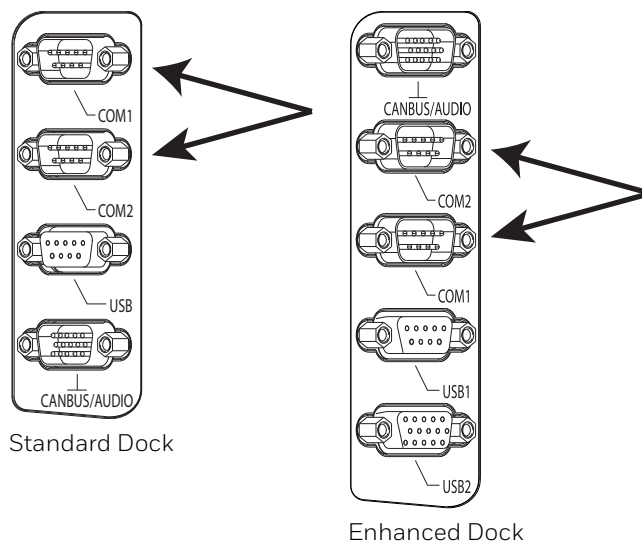 COM1
COM2
USB
CANBUS/AUDIO
Standard Dock
CANBUS/AUDIO
COM2
COM1
USB1
USB2
Enhanced Dock